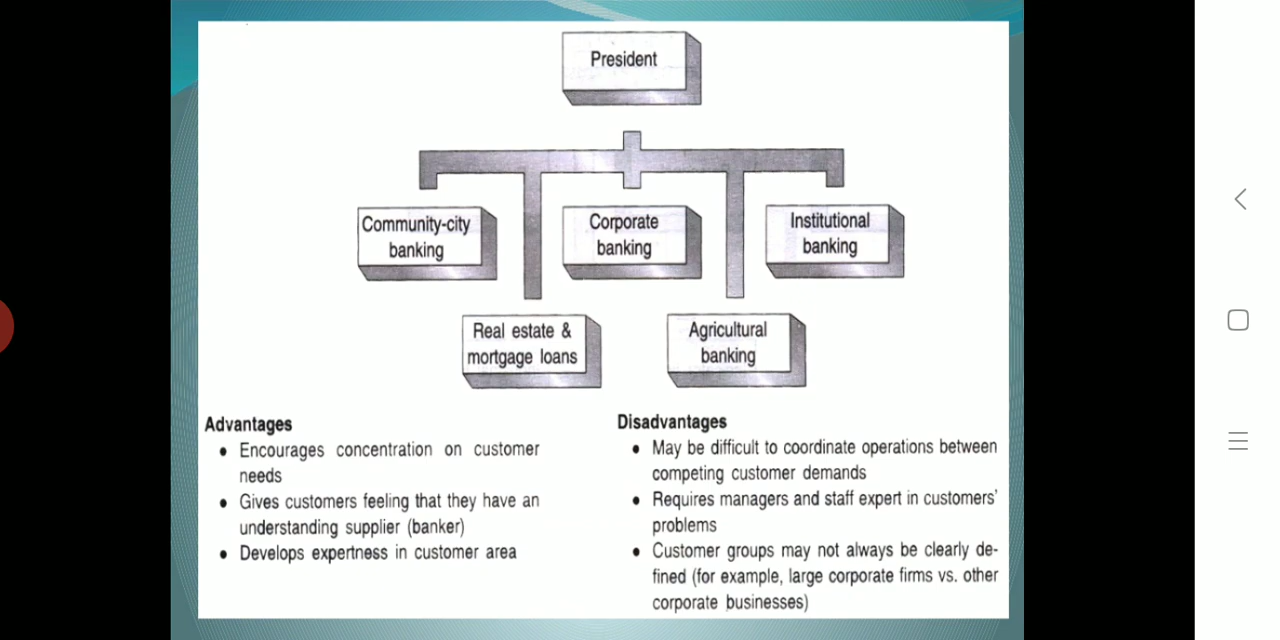 President
Community-city
banking
Corporate
banking
Institutional
banking
Real estate &
mortgage loans
Agricultural
banking
Advantages
• Encourages concentration on customer
needs
• Gives customers feeling that they have an
understanding supplier (banker)
• Develops expertness in customer area
Disadvantages
• May be difficult to coordinate operations between
competing customer demands
• Requires managers and staff expert in customers'
problems
• Customer groups may not always be clearly de-
fined (for example, large corporate firms vs. other
corporate businesses)